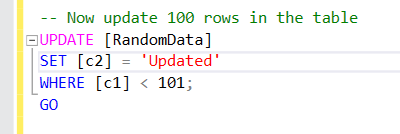 -- Now update 100 rows in the table
UPDATE [RandomData]
SET [c2] = 'Updated'
WHERE [c1] < 101;
GO